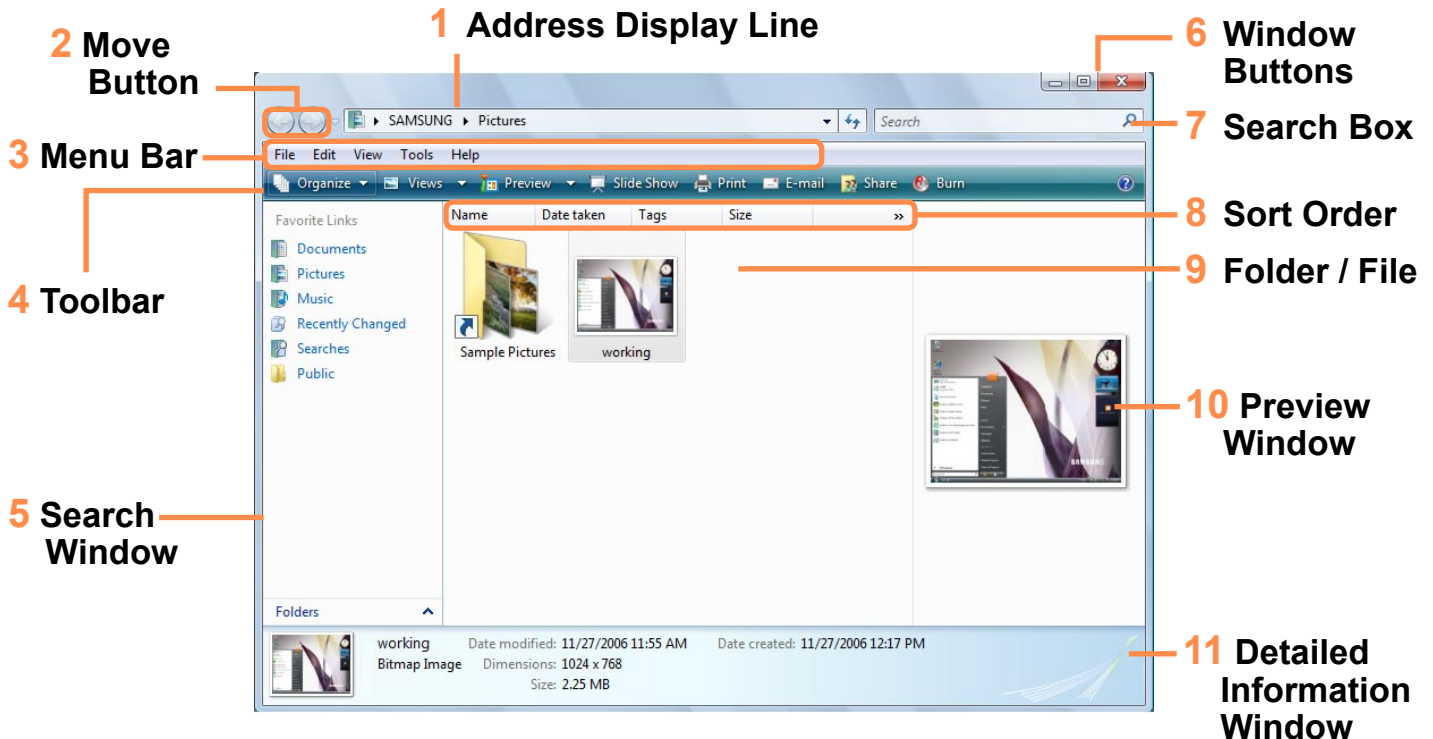 1 Address Display Line
2 Move
Button
6 Window
Buttons
SAMSUNG Pictures
Search
7 Search Box
3 Menu Bar
File Edit View Tools Help
Organize Views Preview Slide Show Print E-mail Share Burn
Favorite Links
Name Date taken Tags Size »
8 Sort Order
Documents
Pictures
Music
Recently Changed
Searches
Public
9 Folder / File
4 Toolbar
Sample Pictures working
10 Preview
Window
SAMSUNG
5 Search
Window
Folders
working Date modified: 11/27/2006 11:55 AM Date created: 11/27/2006 12:17 PM
Bitmap Image Dimensions: 1024 x 768
Size: 2.25 MB
11 Detailed
Information
Window